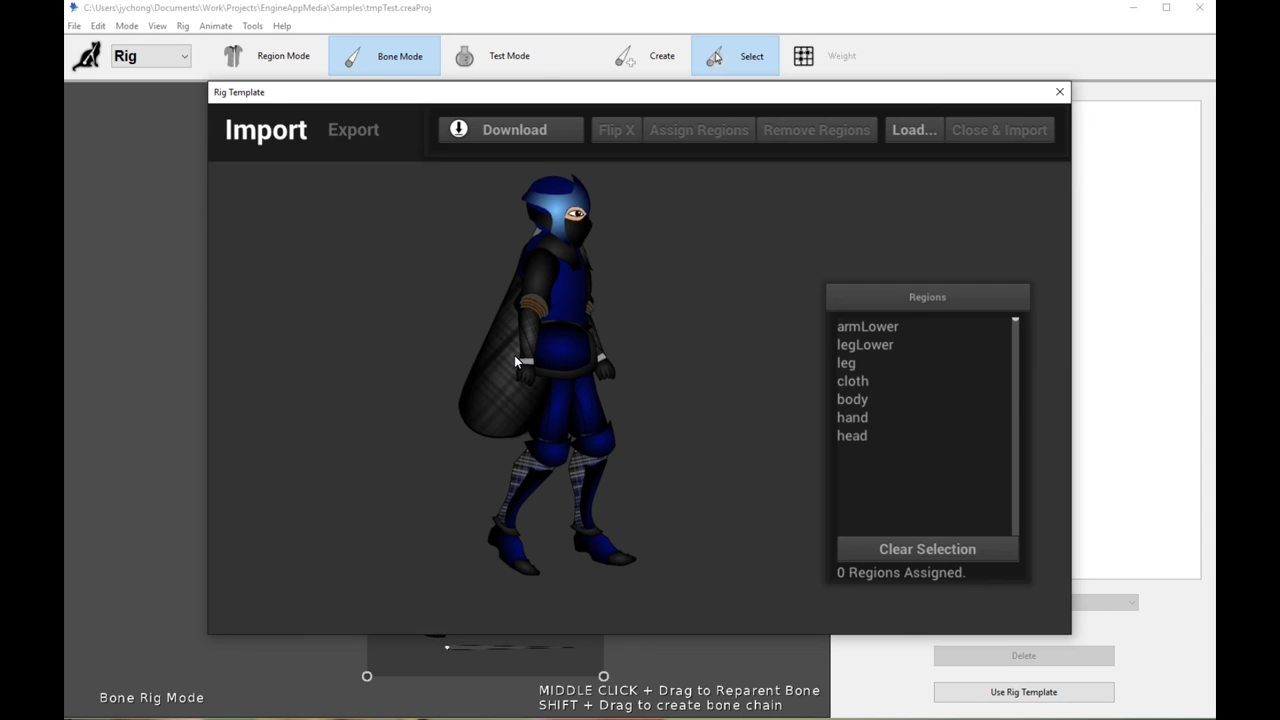 C:\Users\jychong\Documents\Work\Projects\EngineAppMedia\Samples\tmpTest.creaProj
File Edit Mode View Rig Animate Tools Help
Rig Region Mode Bone Mode Test Mode Create Select Weight
Rig Template
Import Export Download Flip X Assign Regions Remove Regions Load... Close & Import
Regions
armLower
legLower
leg
cloth
body
hand
head
Clear Selection
0 Regions Assigned.
Delete
Use Rig Template
Bone Rig Mode
MIDDLE CLICK + Drag to Reparent Bone
SHIFT + Drag to create bone chain